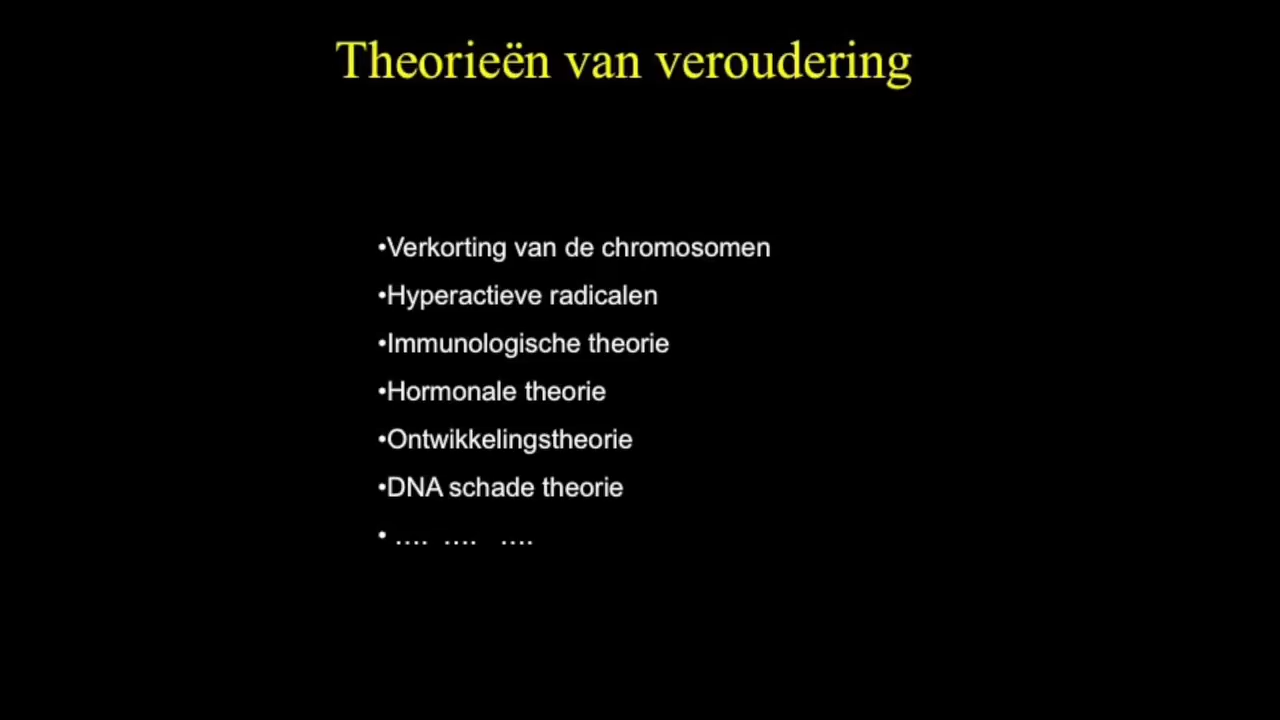 Theorieën van veroudering
•Verkorting van de chromosomen
•Hyperactieve radicalen
•Immunologische theorie
•Hormonale theorie
•Ontwikkelingstheorie
•DNA schade theorie
• .... .... ....